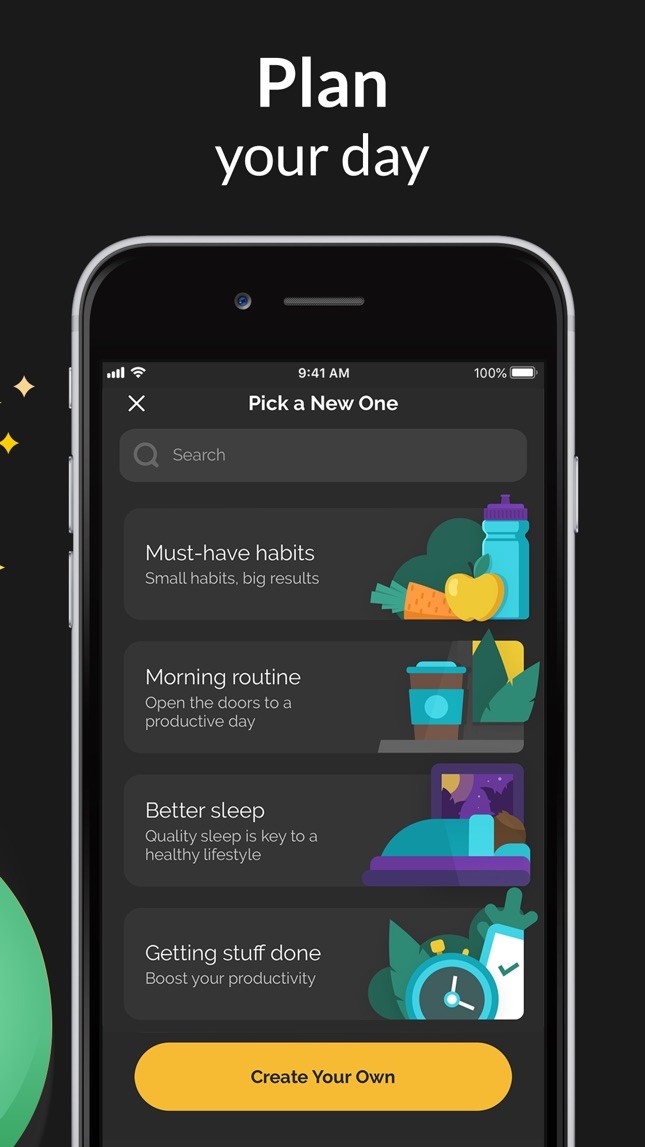 Plan
your day
9:41 AM
100%
Pick a New One
Search
Must-have habits
Small habits, big results
Morning routine
Open the doors to a
productive day
Better sleep
Quality sleep is key to a
healthy lifestyle
Getting stuff done
Boost your productivity
Create Your Own